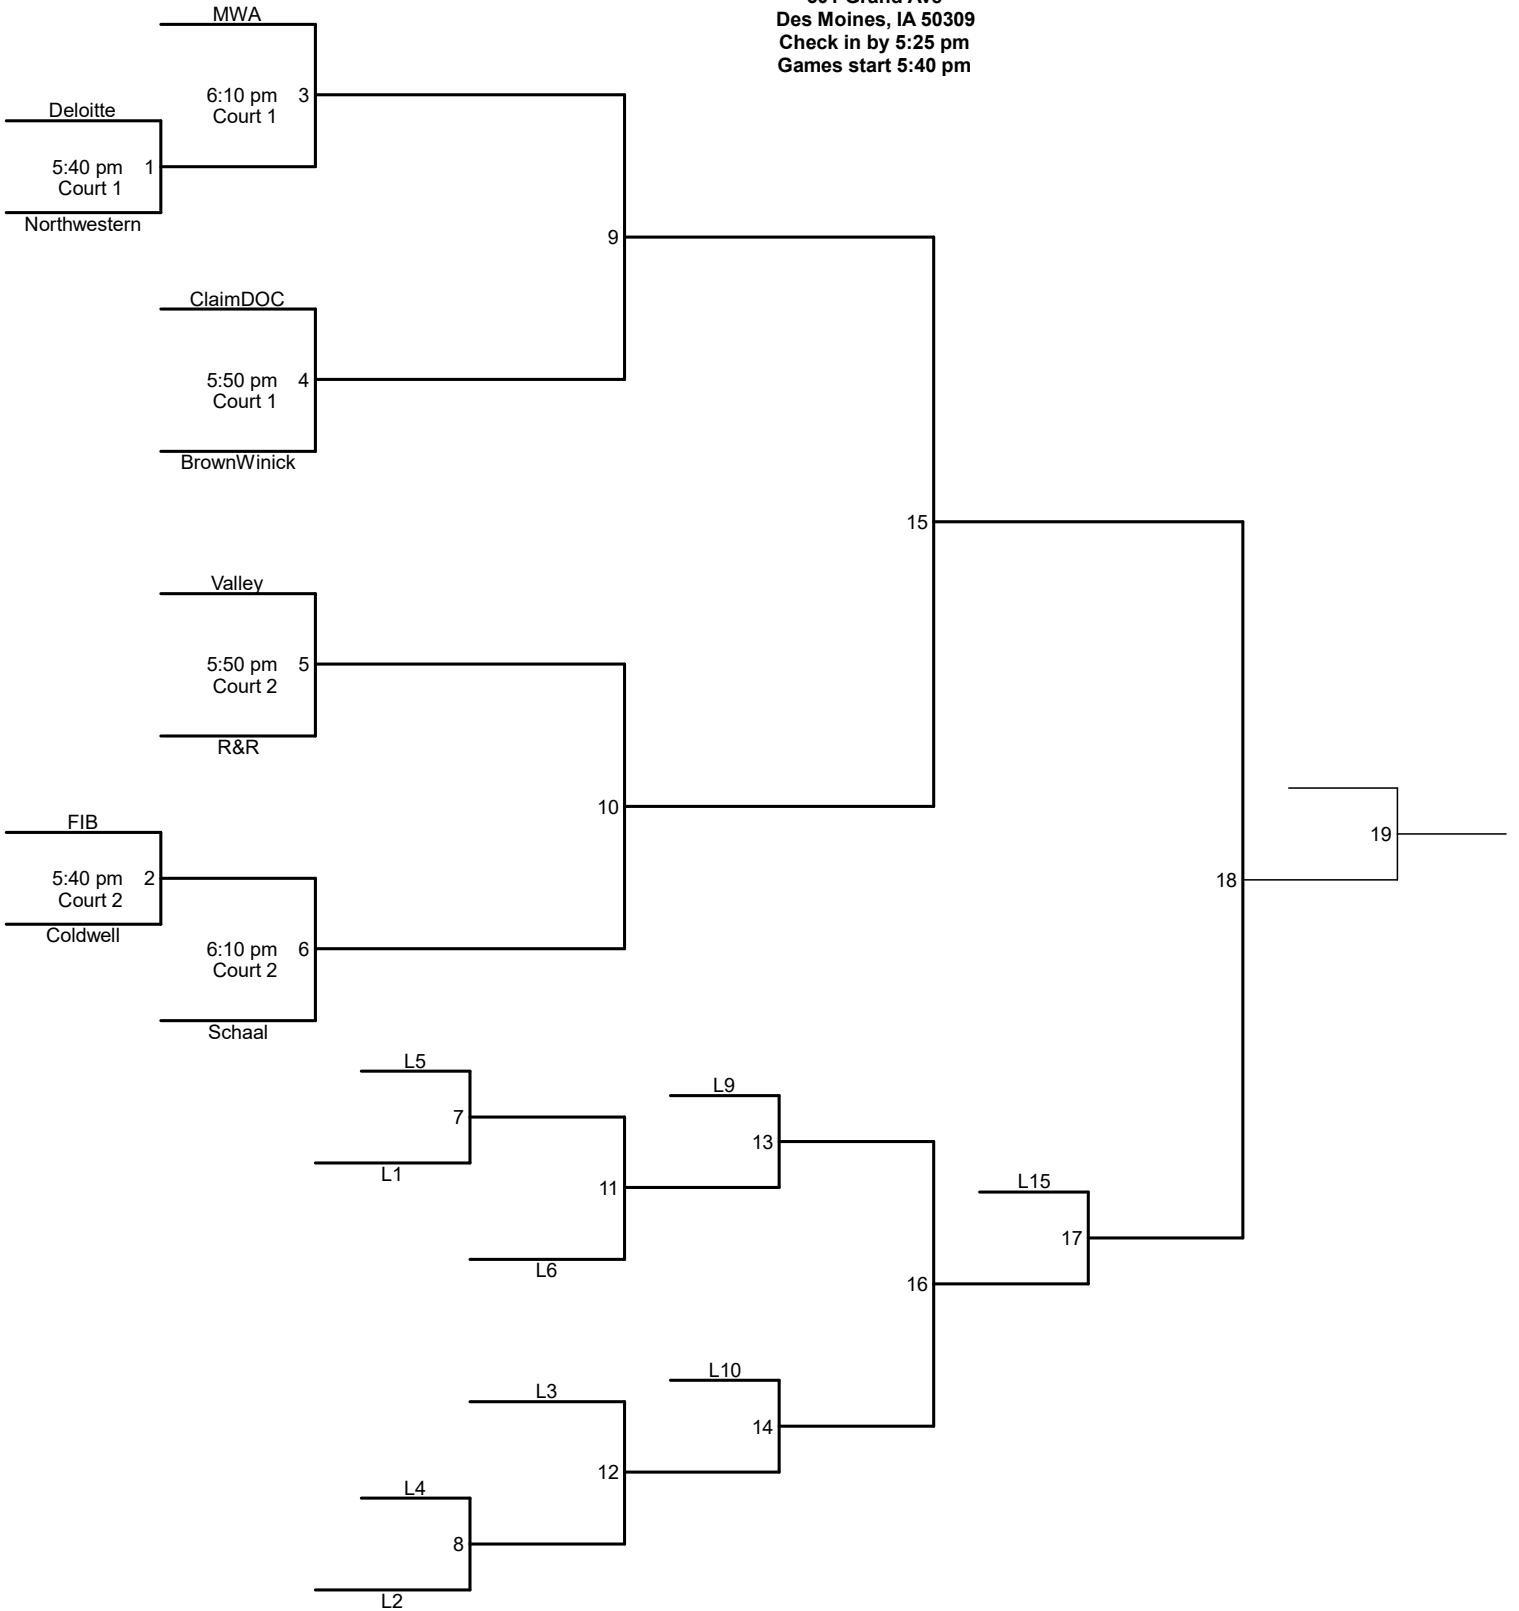 MWA
Des Moines, IA 50309
Check in by 5:25 pm
Games start 5:40 pm
6:10 pm 3
Court 1
Deloitte
5:40 pm 1
Court 1
Northwestern
9
ClaimDOC
5:50 pm 4
Court 1
BrownWinick
15
Valley
5:50 pm 5
Court 2
R&R
10
FIB
5:40 pm 2
Court 2
Coldwell
19
18
6:10 pm 6
Court 2
Schaal
L5
7
L1
L9
13
11
L6
L15
17
16
L10
14
L3
12
L4
8
L2